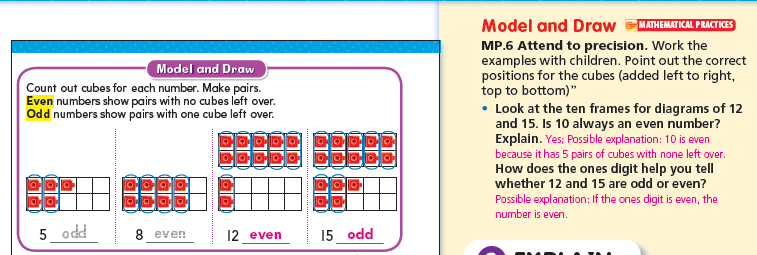 Model and Draw
Count out cubes for each number. Make pairs.
Even numbers show pairs with no cubes left over.
Odd numbers show pairs with one cube left over.
5 odd
8 even
12 even
15 odd
Model and Draw MATHEMATICAL PRACTICES
MP.6 Attend to precision. Work the
examples with children. Point out the correct
positions for the cubes (added left to right,
top to bottom)”
• Look at the ten frames for diagrams of 12
and 15. Is 10 always an even number?
Explain. Yes; Possible explanation: 10 is even
because it has 5 pairs of cubes with none left over.
How does the ones digit help you tell
whether 12 and 15 are odd or even?
Possible explanation: If the ones digit is even, the
number is even.